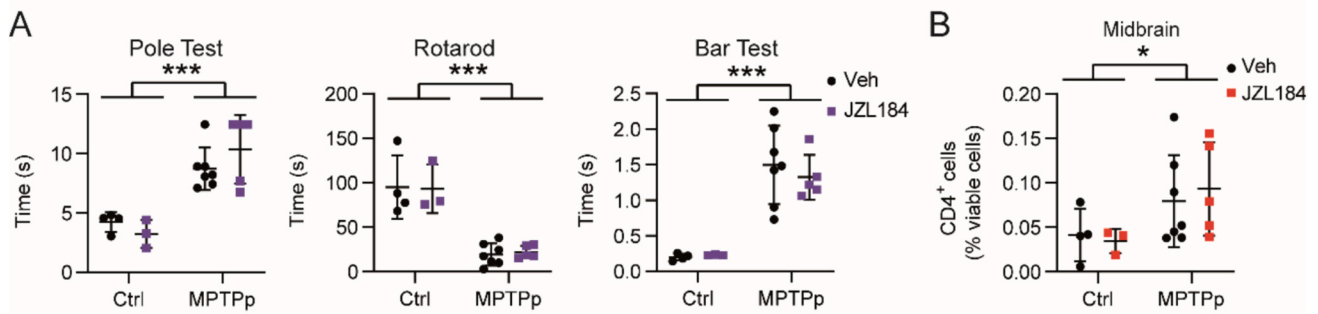 A
Pole Test
***
15
10
5
0
Time (s)
Ctrl
MPTPp
Rotarod
***
200
150
100
50
0
Time (s)
Ctrl
MPTPp
Bar Test
***
2.5
2.0
1.5
1.0
0.5
0.0
Time (s)
Ctrl
MPTPp
Veh
JZL184
B
Midbrain
*
0.20
0.15
0.10
0.05
0.00
CD4⁺ cells
(% viable cells)
Ctrl
MPTPp
Veh
JZL184